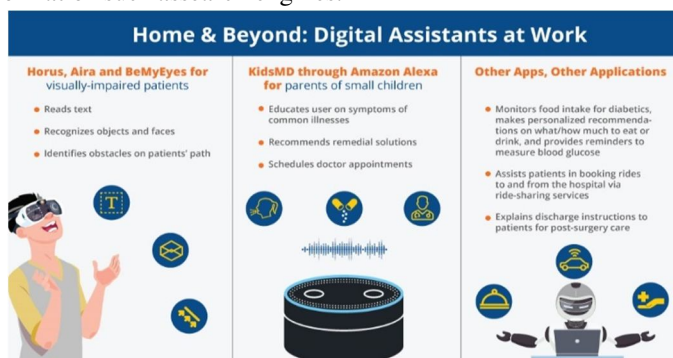 Home & Beyond: Digital Assistants at Work
Horus, Aira and BeMyEyes for
visually-impaired patients
Reads text
Recognizes objects and faces
Identifies obstacles on patients' path
T
KidsMD through Amazon Alexa
for parents of small children
Educates user on symptoms of
common illnesses
Recommends remedial solutions
Schedules doctor appointments
Other Apps, Other Applications
Monitors food intake for diabetics,
makes personalized recommenda-
tions on what/how much to eat or
drink, and provides reminders to
measure blood glucose
Assists patients in booking rides
to and from the hospital via
ride-sharing services
Explains discharge instructions to
patients for post-surgery care